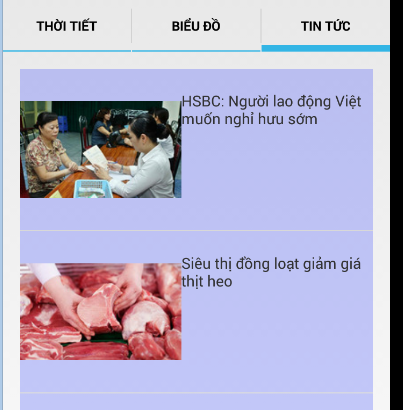 THỜI TIẾT
BIỂU ĐỒ
TIN TỨC
HSBC: Người lao động Việt
muốn nghỉ hưu sớm
Siêu thị đồng loạt giảm giá
thịt heo